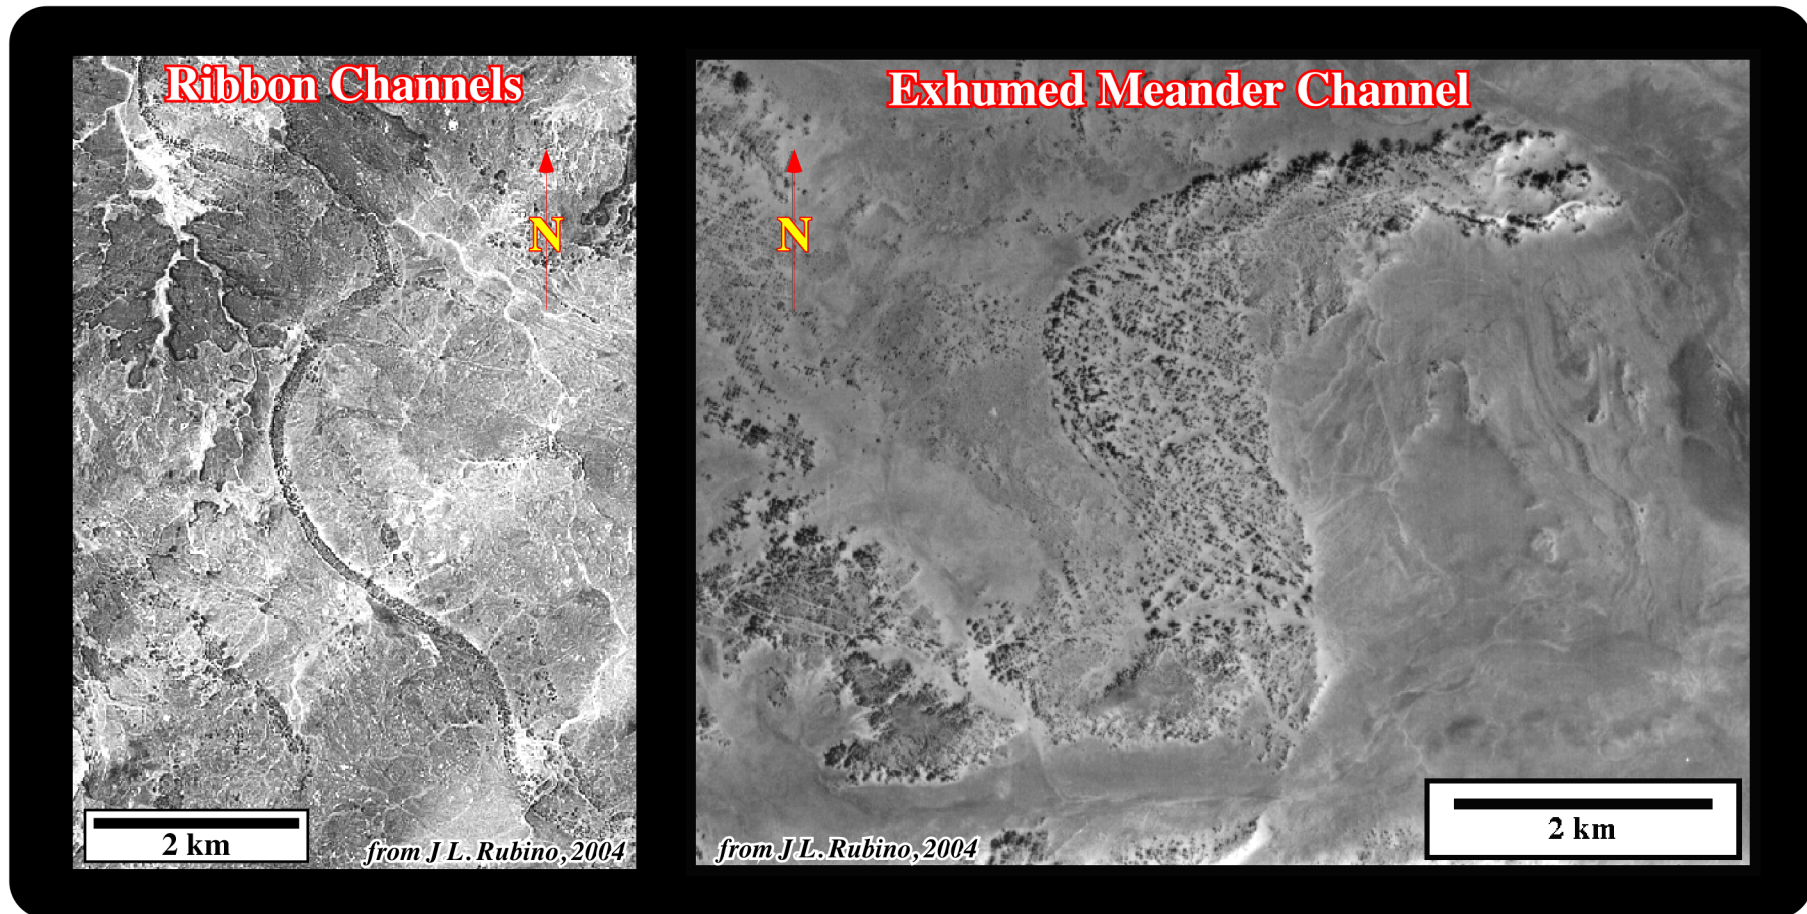 Ribbon Channels
N
2 km
from J L. Rubino, 2004
Exhumed Meander Channel
N
from J L. Rubino, 2004
2 km